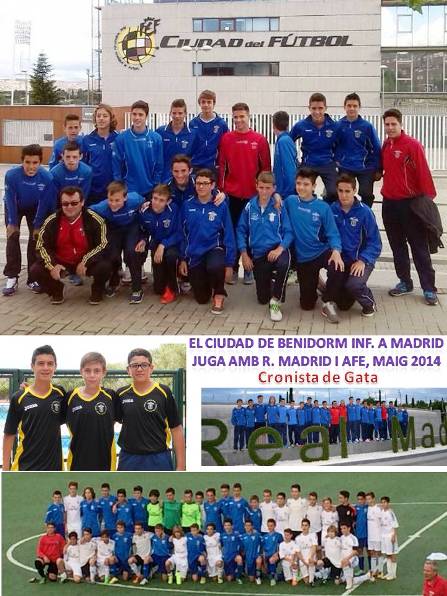 CIUDAD del FÚTBOL
EL CIUDAD DE BENIDORM INF. A MADRID
JUGA AMB R. MADRID I AFE, MAIG 2014
Cronista de Gata
Real Mad